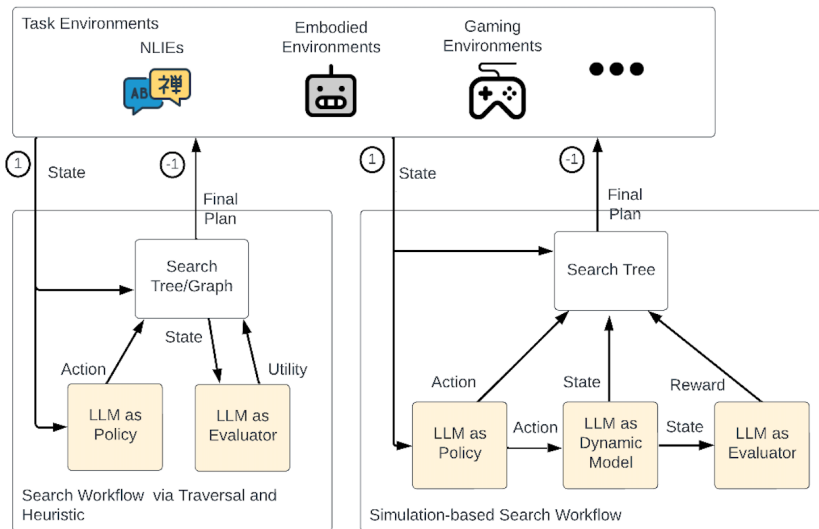 Task Environments
NLIEs
Embodied
Environments
Gaming
Environments
AB 禅
1
State
-1
Final
Plan
1
State
-1
Final
Plan
Search
Tree/Graph
Action
State
Utility
LLM as
Policy
LLM as
Evaluator
Search Workflow via Traversal and
Heuristic
Search Tree
Action
State
Reward
LLM as
Policy
Action
LLM as
Dynamic
Model
State
LLM as
Evaluator
Simulation-based Search Workflow